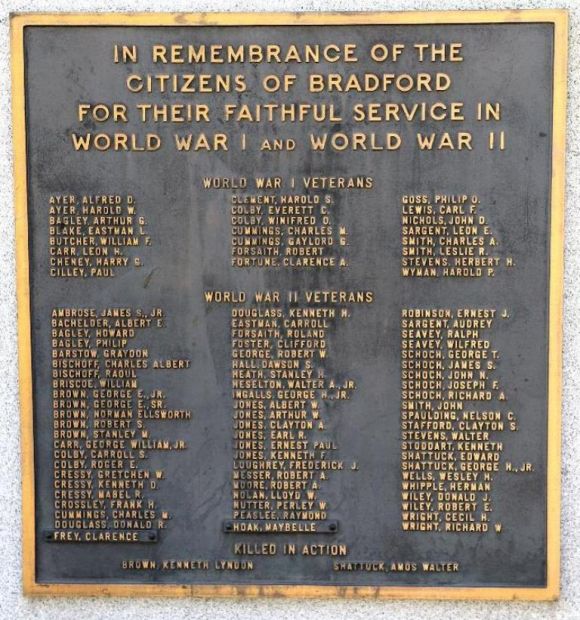 IN REMEMBRANCE OF THE
CITIZENS OF BRADFORD
FOR THEIR FAITHFUL SERVICE IN
WORLD WAR I AND WORLD WAR II
WORLD WAR I VETERANS
AYER, ALFRED D.
AYER, HAROLD W.
BAGLEY, ARTHUR G.
BLAKE, EASTMAN L.
BUTCHER, WILLIAM F.
CARR, LEON H.
CHENEY, HARRY G.
CILLEY, PAUL
CLEMENT, HAROLD S.
COLBY, EVERETT C.
COLBY, WINIFRED O.
CUMMINGS, CHARLES M.
CUMMINGS, GAYLORD G.
FORSAITH, ROBERT
FORTUNE, CLARENCE A.
GOSS, PHILIP O.
LEWIS, CARL F.
NICHOLS, JOHN D.
SARGENT, LEON E.
SMITH, CHARLES A.
SMITH, LESLIE R.
STEVENS, HERBERT H.
WYMAN, HAROLD P.
WORLD WAR II VETERANS
AMBROSE, JAMES S., JR.
BACHELDER, ALBERT E.
BAGLEY, HOWARD
BAGLEY, PHILIP
BARSTOW, GRAYDON
BISCHOFF, CHARLES ALBERT
BISCHOFF, RAOUL
BRISCOE, WILLIAM
BROWN, GEORGE E., JR.
BROWN, GEORGE E., SR.
BROWN, NORMAN ELLSWORTH
BROWN, ROBERT S.
BROWN, STANLEY M.
CARR, GEORGE WILLIAM, JR.
COLBY, CARROLL S.
COLBY, ROGER E.
CRESSY, GRETCHEN W.
CRESSY, KENNETH D.
CRESSY, MABEL R.
CROSSLEY, FRANK H.
CUMMINGS, CHARLES M.
DOUGLASS, DONALD R.
FREY, CLARENCE
DOUGLASS, KENNETH H.
EASTMAN, CARROLL
FORSAITH, ROLAND
FOSTER, CLIFFORD
GEORGE, ROBERT W.
HALL, DAWSON S.
HEATH, STANLEY H.
HESELTON, WALTER A., JR.
INGALLS, GEORGE H., JR.
JONES, ALBERT W.
JONES, ARTHUR W.
JONES, CLAYTON A.
JONES, EARL R.
JONES, ERNEST PAUL
JONES, KENNETH F.
LOUGHREY, FREDERICK J.
MESSER, ROBERT A.
MOORE, ROBERT A.
NOLAN, LLOYD W.
NUTTER, PERLEY W.
PEASLEE, RAYMOND
HOAK, MAYBELLE
ROBINSON, ERNEST J.
SARGENT, AUDREY
SEAVEY, RALPH
SEAVEY, WILFRED
SCHOCH, GEORGE T.
SCHOCH, JAMES S.
SCHOCH, JOHN N.
SCHOCH, JOSEPH F.
SCHOCH, RICHARD A.
SMITH, JOHN
SPAULDING, NELSON C.
STAFFORD, CLAYTON S.
STEVENS, WALTER
STODDART, KENNETH
SHATTUCK, EDWARD
SHATTUCK, GEORGE H., JR.
WELLS, WESLEY H.
WIPPLE, HERMAN
WILEY, DONALD J.
WILEY, ROBERT E.
WRIGHT, CECIL H.
WRIGHT, RICHARD W
KILLED IN ACTION
BROWN, KENNETH LYNDON
SHATTUCK, AMOS WALTER